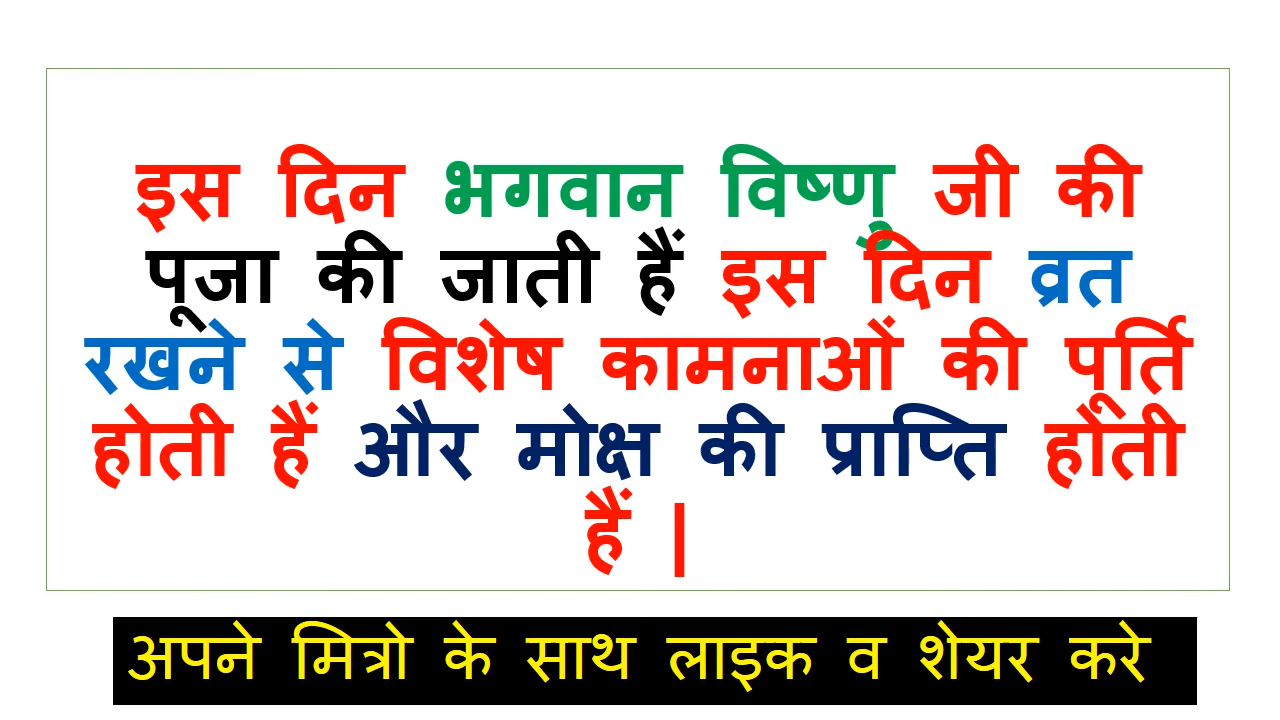 इस दिन भगवान विष्णु जी की
पूजा की जाती हैं इस दिन व्रत
रखने से विशेष कामनाओं की पूर्ति
होती हैं और मोक्ष की प्राप्ति होती
हैं |
अपने मित्रो के साथ लाइक व शेयर करे